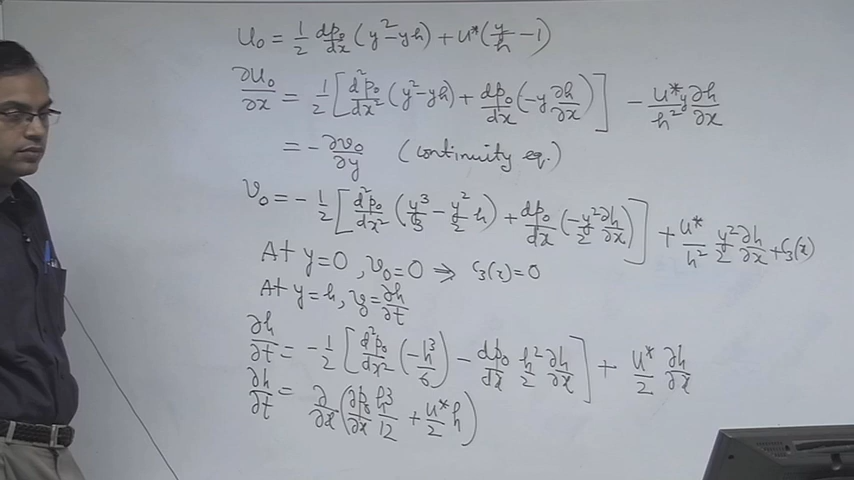 u₀ = 1/2 dp₀/dx (y² - yh) + u* (y/h - 1)
∂u₀/∂x = 1/2 [d²p₀/dx² (y² - yh) + dp₀/dx (-y ∂h/∂x)] - u*/h² y ∂h/∂x
= - ∂v₀/∂y (continuity eq.)
v₀ = - 1/2 [d²p₀/dx² (y³/3 - y²/2 h) + dp₀/dx (-y²/2 ∂h/∂x)] + u*/h² y²/2 ∂h/∂x + c₃(x)
At y=0, v₀=0 ⇒ c₃(x)=0
At y=h, v₀=∂h/∂t
∂h/∂t = - 1/2 [d²p₀/dx² (-h³/6) - dp₀/dx h²/2 ∂h/∂x] + u*/2 ∂h/∂x
∂h/∂t = ∂/∂x (∂p₀/∂x h³/12 + u*/2 h)